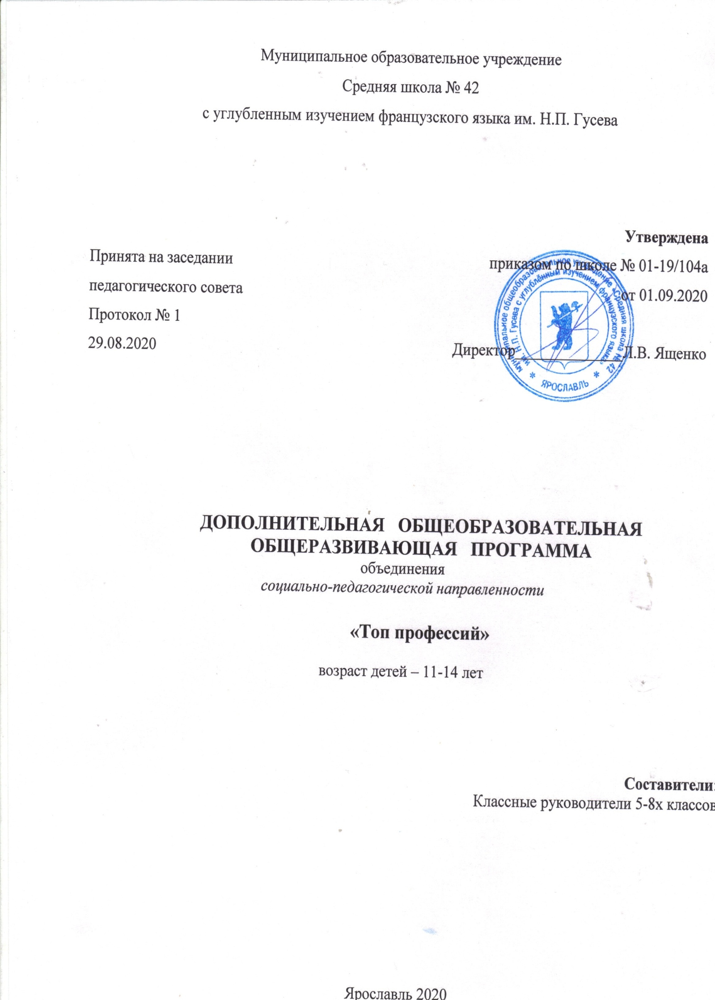 Муниципальное образовательное учреждение
Средняя школа № 42
с углубленным изучением французского языка им. Н.П. Гусева
Утверждена
Принята на заседании
приказом по школе № 01-19/104а
педагогического совета
от 01.09.2020
Протокол № 1
29.08.2020
Директор______________Л.В. Ященко
муниципальное общеобразовательное учреждение «Средняя школа № 42
им. Н.П. Гусева с углублённым изучением французского языка»
* ЯРОСЛАВЛЬ *
ДОПОЛНИТЕЛЬНАЯ ОБЩЕОБРАЗОВАТЕЛЬНАЯ
ОБЩЕРАЗВИВАЮЩАЯ ПРОГРАММА
объединения
социально-педагогической направленности
«Топ профессий»
возраст детей – 11-14 лет
Составители:
Классные руководители 5-8х классов
Ярославль 2020